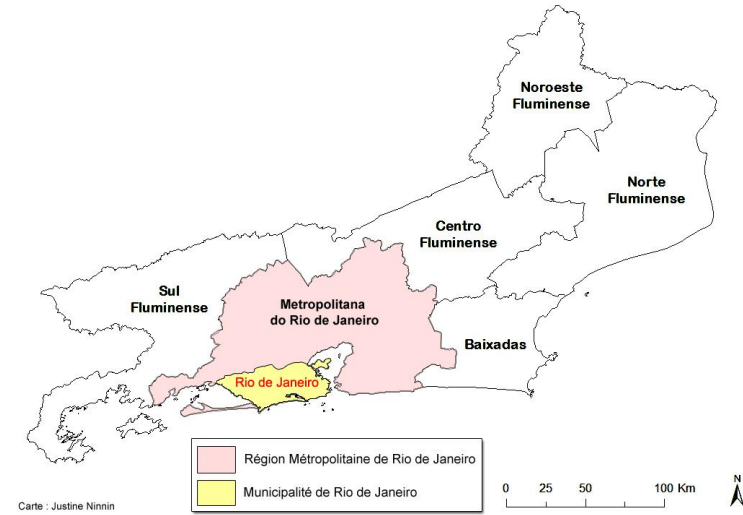 Noroeste
Fluminense
Norte
Fluminense
Centro
Fluminense
Sul
Fluminense
Metropolitana
do Rio de Janeiro
Baixadas
Rio de Janeiro
Région Métropolitaine de Rio de Janeiro
Municipalité de Rio de Janeiro
0 25 50 100 Km
N
Carte : Justine Ninnin